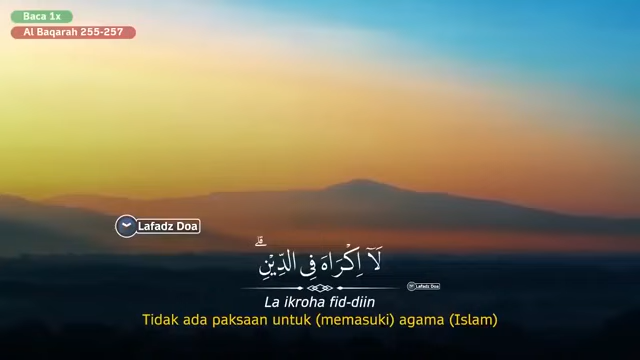 Baca 1x
Al Baqarah 255-257
Lafadz Doa
لَآ اِكْرَاهَ فِى الدِّيْنِۗ
Lafadz Doa
La ikroha fid-diin
Tidak ada paksaan untuk (memasuki) agama (Islam)